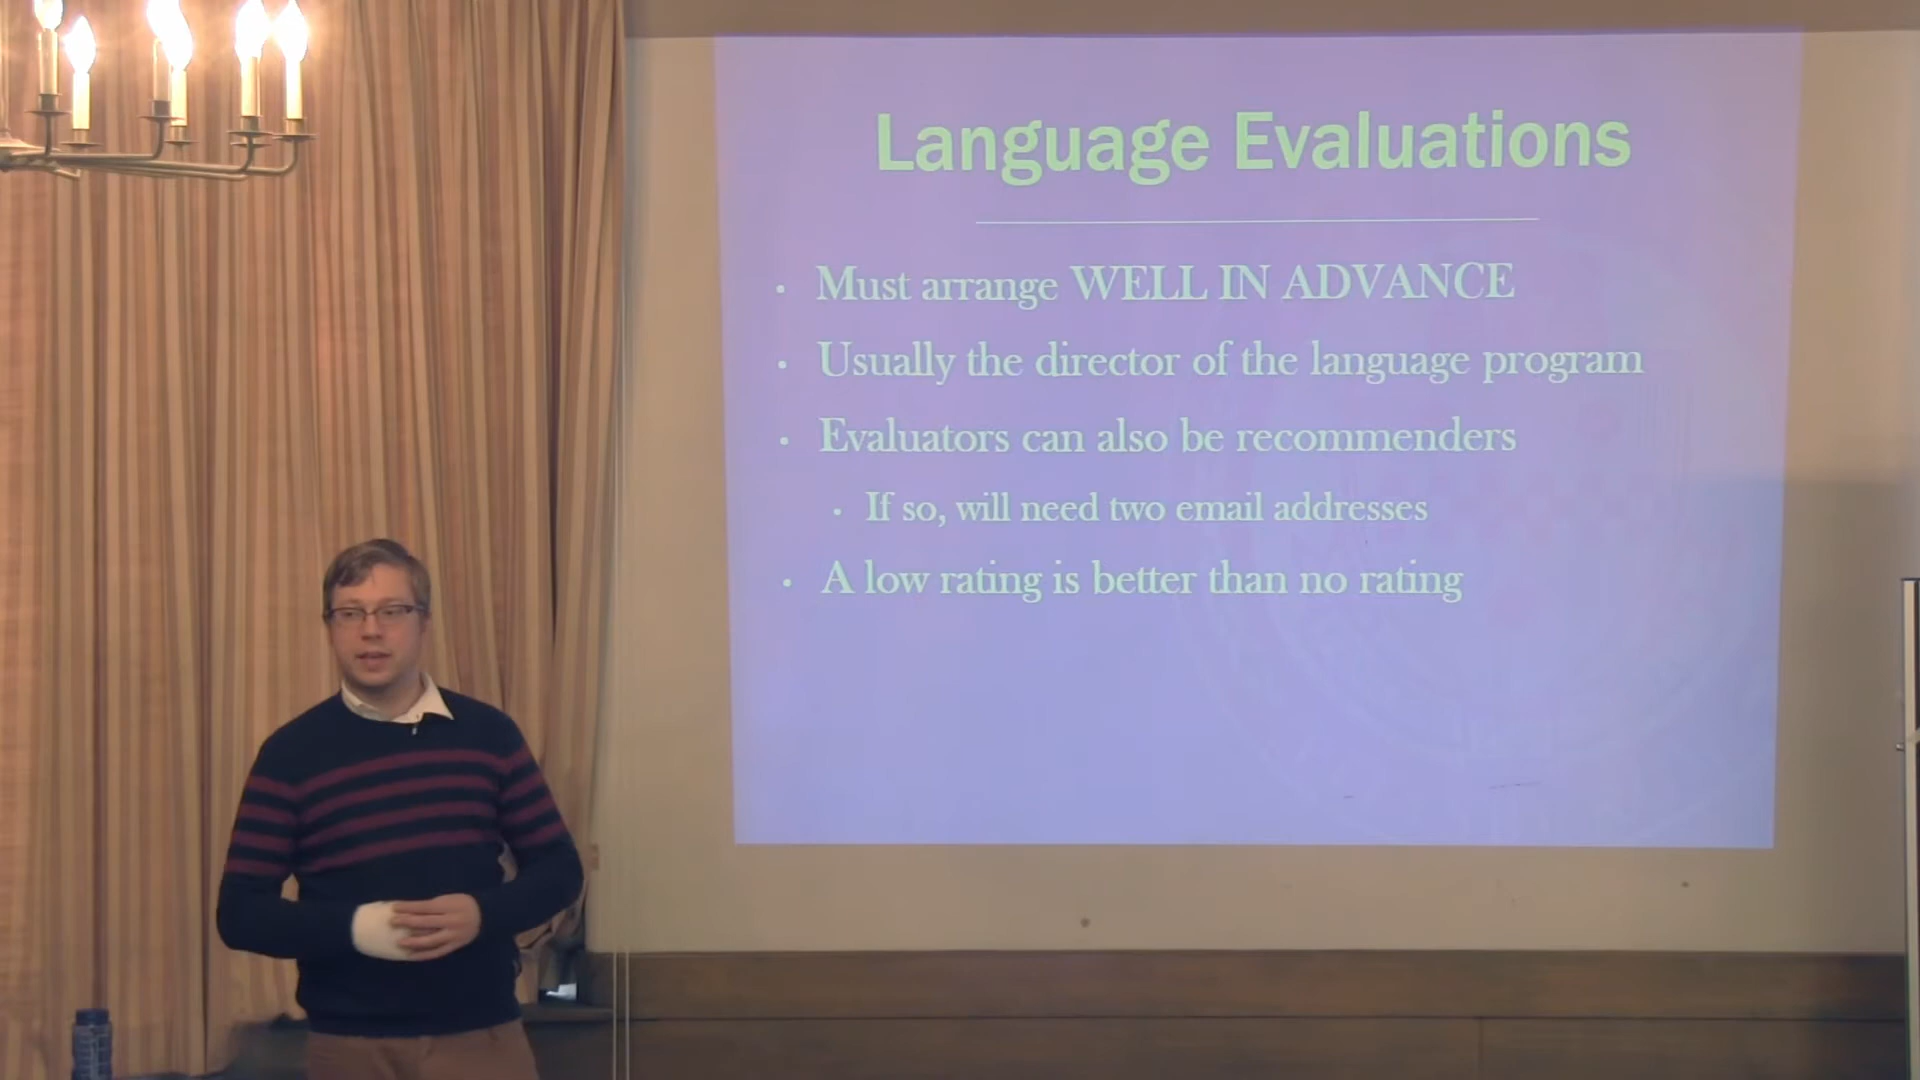 Language Evaluations
• Must arrange WELL IN ADVANCE
• Usually the director of the language program
• Evaluators can also be recommenders
• If so, will need two email addresses
• A low rating is better than no rating